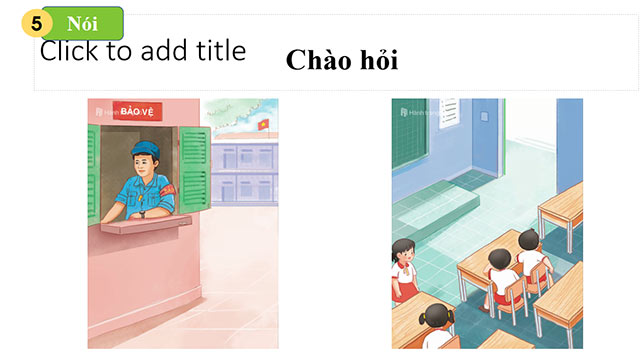 5 Nói
Click to add title
Chào hỏi
BẢO VỆ